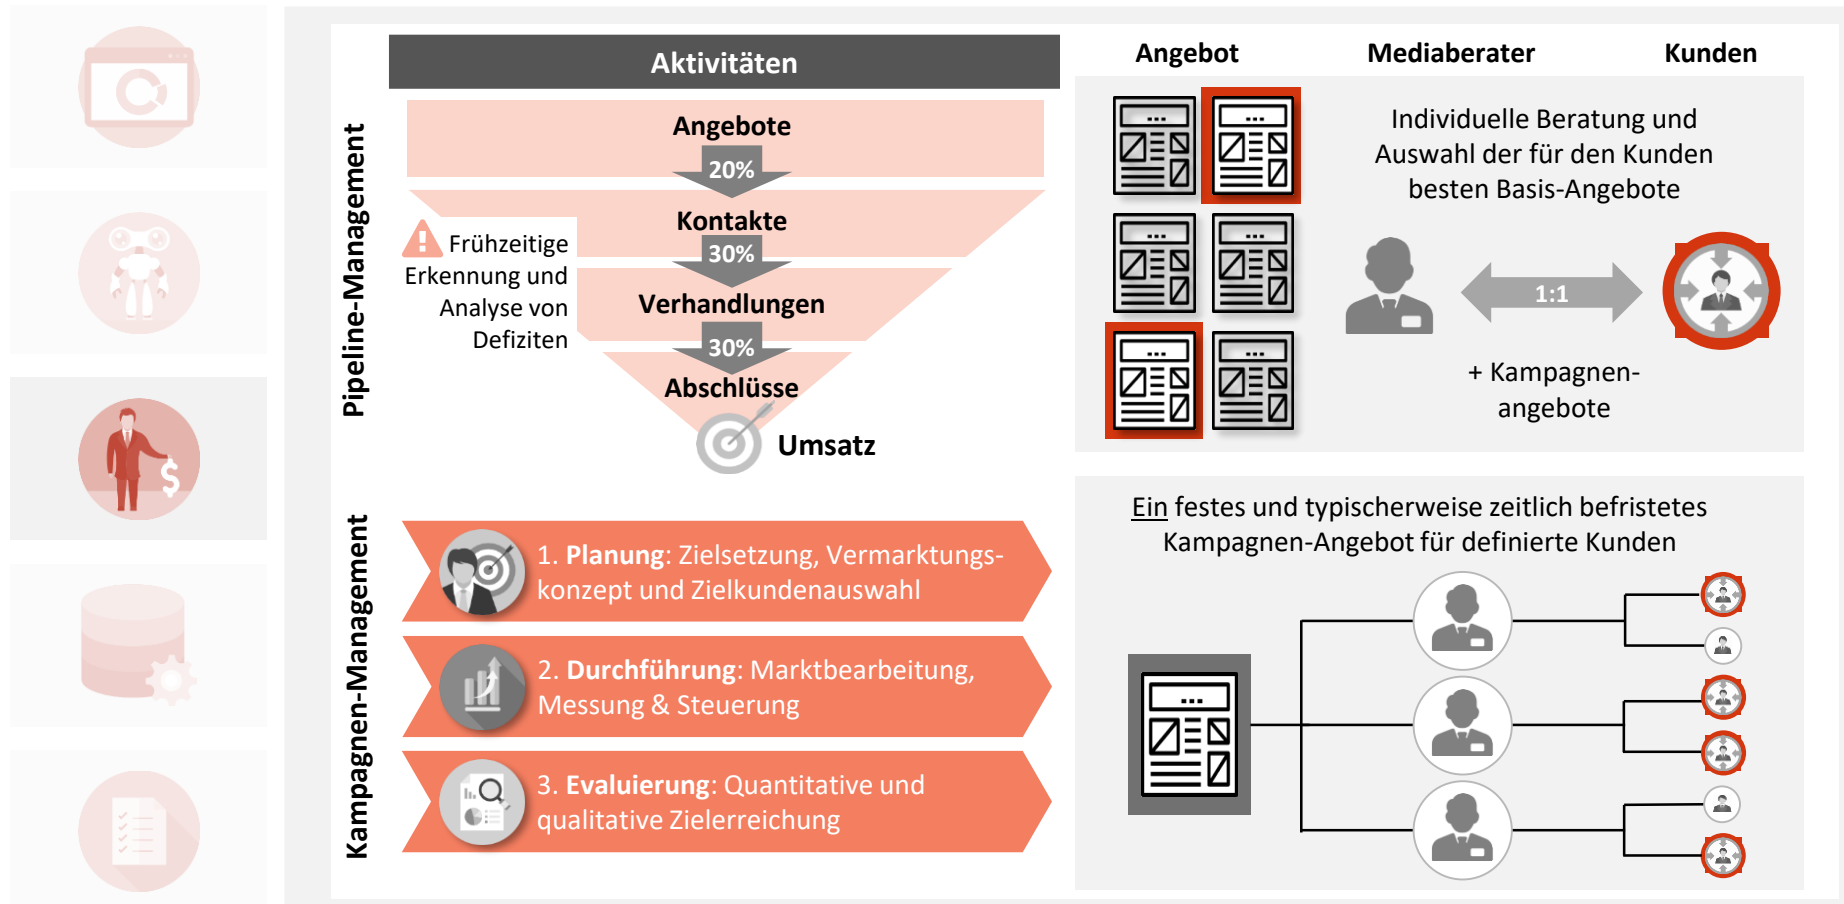 Aktivitäten
Pipeline-Management
Angebote
20%
Kontakte
30%
Frühzeitige
Erkennung und
Analyse von
Defiziten
Verhandlungen
30%
Abschlüsse
Umsatz
Angebot
Mediaberater
Kunden
...
...
...
...
...
...
Individuelle Beratung und
Auswahl der für den Kunden
besten Basis-Angebote
1:1
+ Kampagnen-
angebote
Kampagnen-Management
1. Planung: Zielsetzung, Vermarktungs-
konzept und Zielkundenauswahl
2. Durchführung: Marktbearbeitung,
Messung & Steuerung
3. Evaluierung: Quantitative und
qualitative Zielerreichung
Ein festes und typischerweise zeitlich befristetes
Kampagnen-Angebot für definierte Kunden
...
$